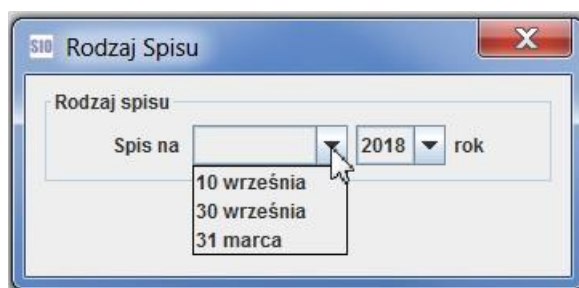 SIO Rodzaj Spisu
Rodzaj spisu
Spis na 2018 rok
10 września
30 września
31 marca